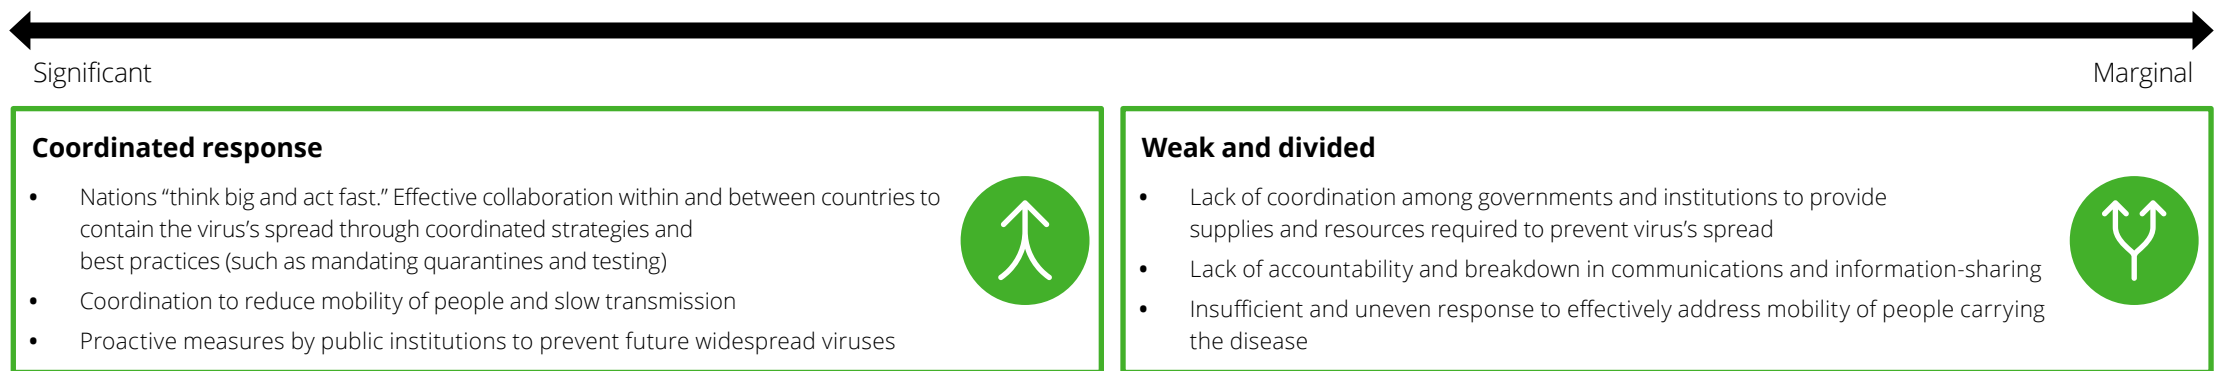 Significant
Marginal
Coordinated response
• Nations “think big and act fast.” Effective collaboration within and between countries to
contain the virus’s spread through coordinated strategies and
best practices (such as mandating quarantines and testing)
• Coordination to reduce mobility of people and slow transmission
• Proactive measures by public institutions to prevent future widespread viruses
Weak and divided
• Lack of coordination among governments and institutions to provide
supplies and resources required to prevent virus’s spread
• Lack of accountability and breakdown in communications and information-sharing
• Insufficient and uneven response to effectively address mobility of people carrying
the disease